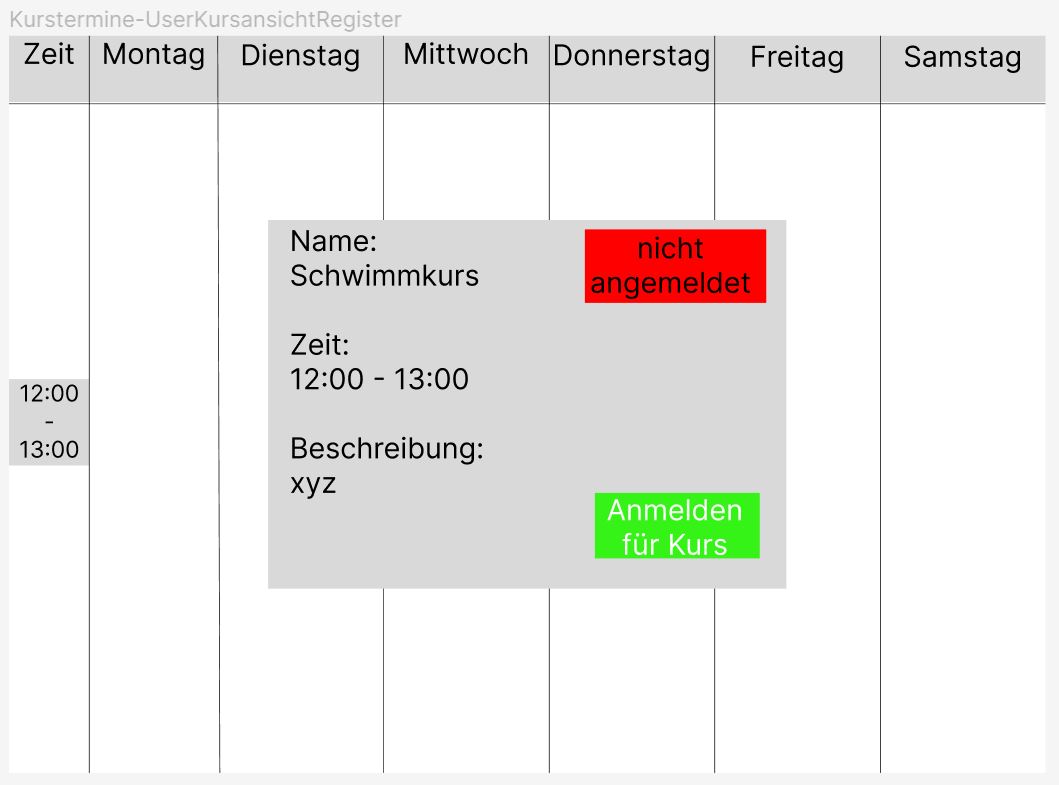 Kurstermine-UserKursansichtRegister
Zeit Montag Dienstag Mittwoch Donnerstag Freitag Samstag
Name:
Schwimmkurs
nicht
angemeldet
Zeit:
12:00 - 13:00
12:00
-
13:00
Beschreibung:
xyz
Anmelden
für Kurs